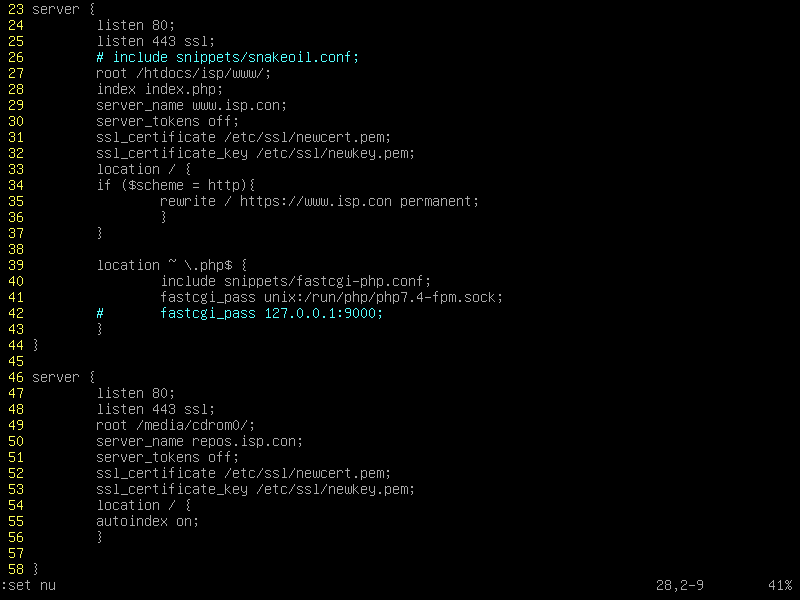 23 server {
24         listen 80;
25         listen 443 ssl;
26         # include snippets/snakeoil.conf;
27         root /htdocs/isp/www/;
28         index index.php;
29         server_name www.isp.con;
30         server_tokens off;
31         ssl_certificate /etc/ssl/newcert.pem;
32         ssl_certificate_key /etc/ssl/newkey.pem;
33         location / {
34         if ($scheme = http){
35                 rewrite / https://www.isp.con permanent;
36                 }
37         }
38
39         location ~ \.php$ {
40                 include snippets/fastcgi-php.conf;
41                 fastcgi_pass unix:/run/php/php7.4-fpm.sock;
42         #       fastcgi_pass 127.0.0.1:9000;
43         }
44 }
45
46 server {
47         listen 80;
48         listen 443 ssl;
49         root /media/cdrom0/;
50         server_name repos.isp.con;
51         server_tokens off;
52         ssl_certificate /etc/ssl/newcert.pem;
53         ssl_certificate_key /etc/ssl/newkey.pem;
54         location / {
55         autoindex on;
56         }
57
58 }
:set nu                                                                           28,2-9        41%